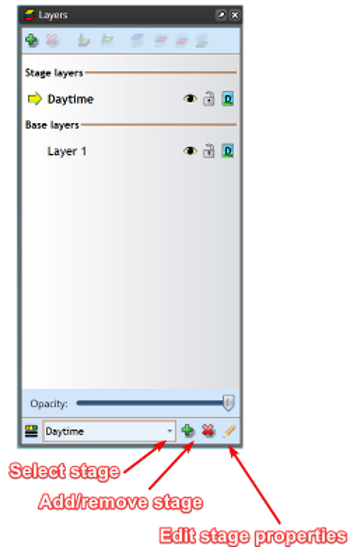 Layers
Stage layers
Daytime
D
Base layers
Layer 1
D
Opacity:
Daytime
Select stage
Add/remove stage
Edit stage properties